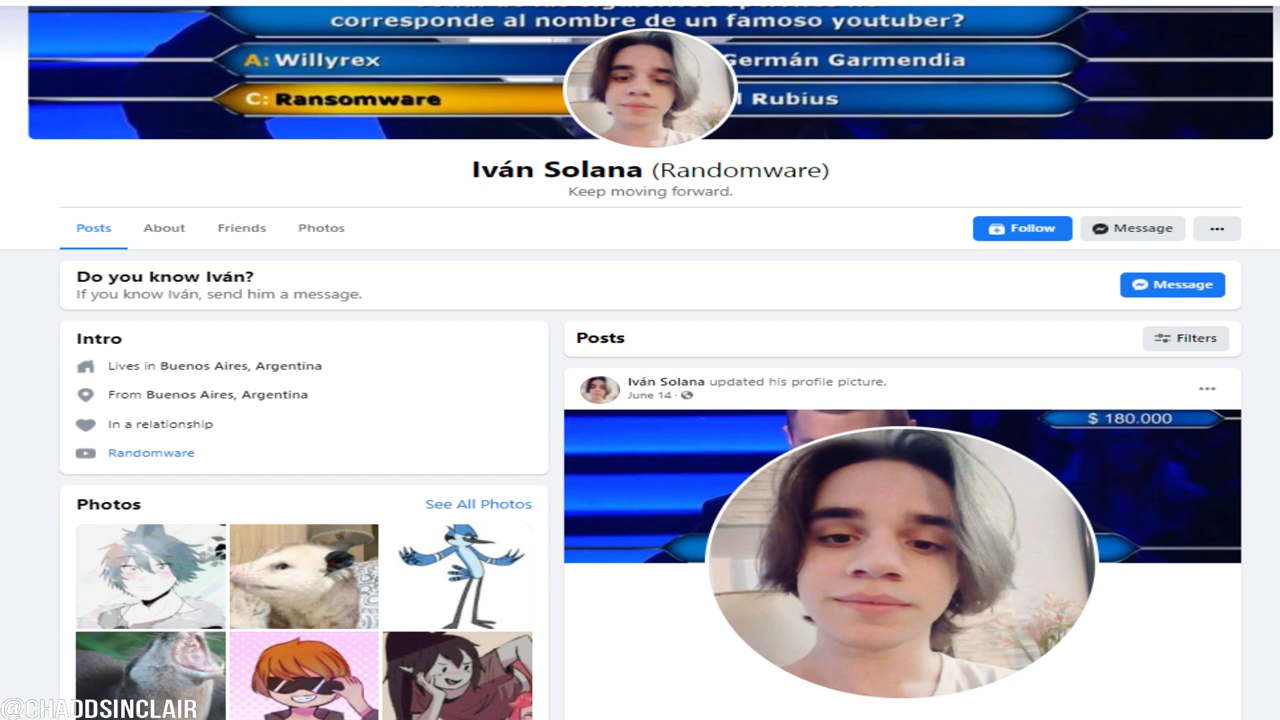 corresponde al nombre de un famoso youtuber?
A: Willyrex
Germán Garmendia
C: Ransomware
l Rubius
Iván Solana (Randomware)
Keep moving forward.
Posts
About
Friends
Photos
Follow
Message
Do you know Iván?
If you know Iván, send him a message.
Message
Intro
Lives in Buenos Aires, Argentina
From Buenos Aires, Argentina
In a relationship
Randomware
Photos
See All Photos
Posts
Filters
Iván Solana updated his profile picture.
June 14
$ 180.000
@CHADDSINCLAIR